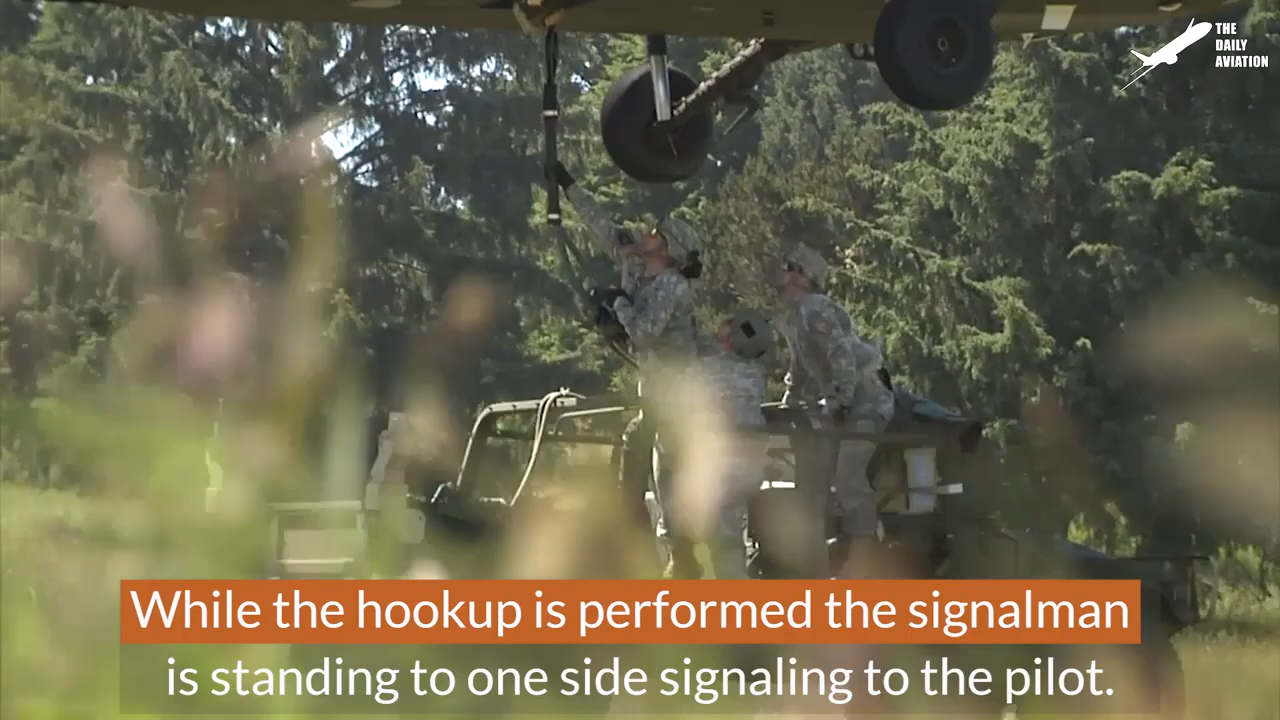 THE
DAILY
AVIATION
While the hookup is performed the signalman
is standing to one side signaling to the pilot.